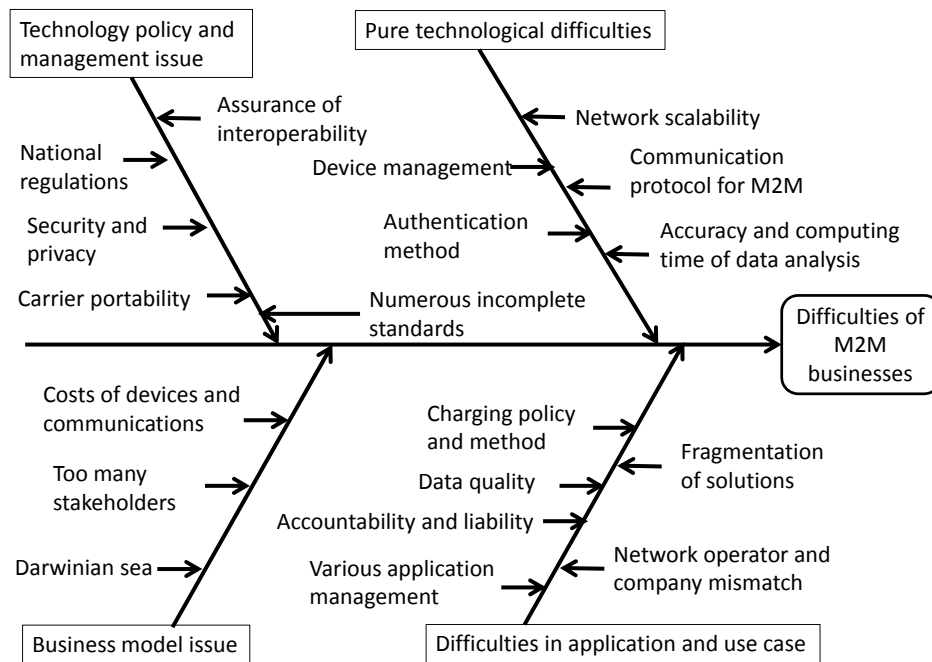 Technology policy and
management issue
Pure technological difficulties
Assurance of
interoperability
National
regulations
Security and
privacy
Carrier portability
Numerous incomplete
standards
Network scalability
Device management
Communication
protocol for M2M
Authentication
method
Accuracy and computing
time of data analysis
Difficulties of
M2M
businesses
Costs of devices and
communications
Too many
stakeholders
Darwinian sea
Business model issue
Charging policy
and method
Fragmentation
of solutions
Data quality
Accountability and liability
Network operator and
company mismatch
Various application
management
Difficulties in application and use case